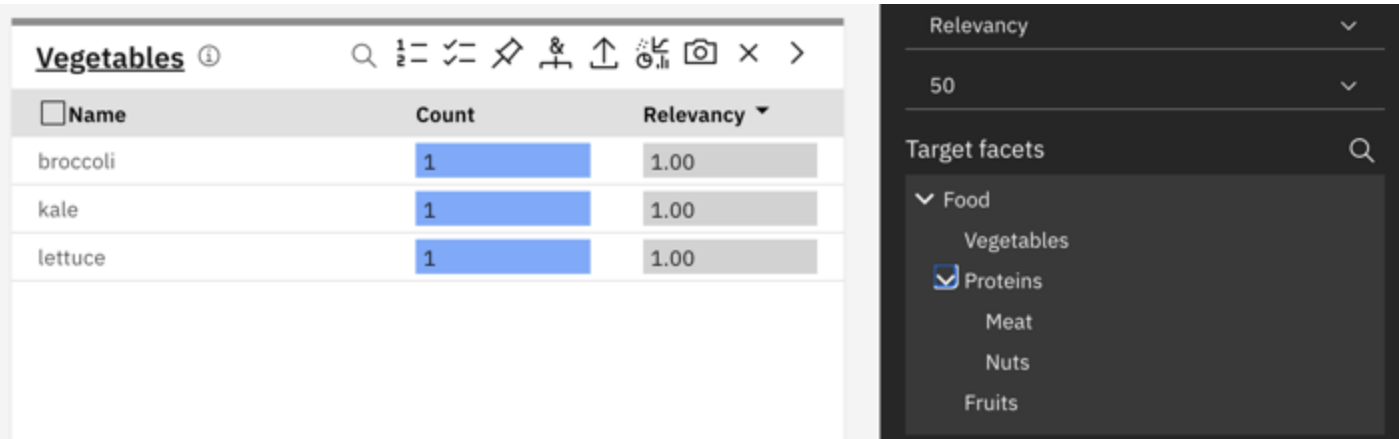 Vegetables
Name Count Relevancy
broccoli 1 1.00
kale 1 1.00
lettuce 1 1.00
Relevancy
50
Target facets
Food
Vegetables
Proteins
Meat
Nuts
Fruits